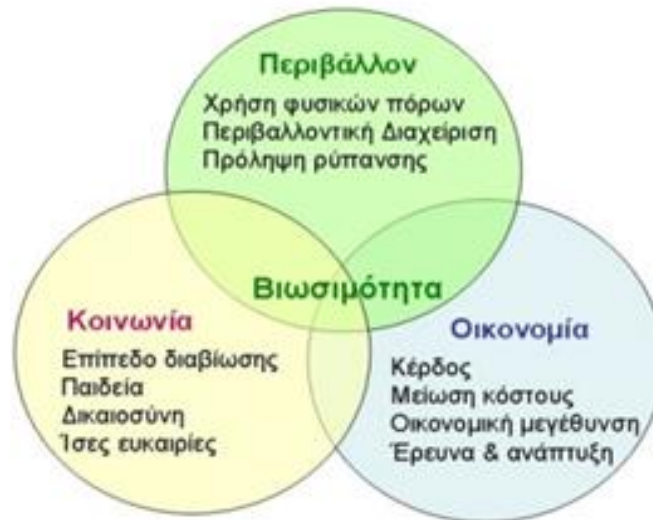 Περιβάλλον
Χρήση φυσικών πόρων
Περιβαλλοντική Διαχείριση
Πρόληψη ρύπανσης
Βιωσιμότητα
Κοινωνία
Επίπεδο διαβίωσης
Παιδεία
Δικαιοσύνη
Ίσες ευκαιρίες
Οικονομία
Κέρδος
Μείωση κόστους
Οικονομική μεγέθυνση
Έρευνα & ανάπτυξη